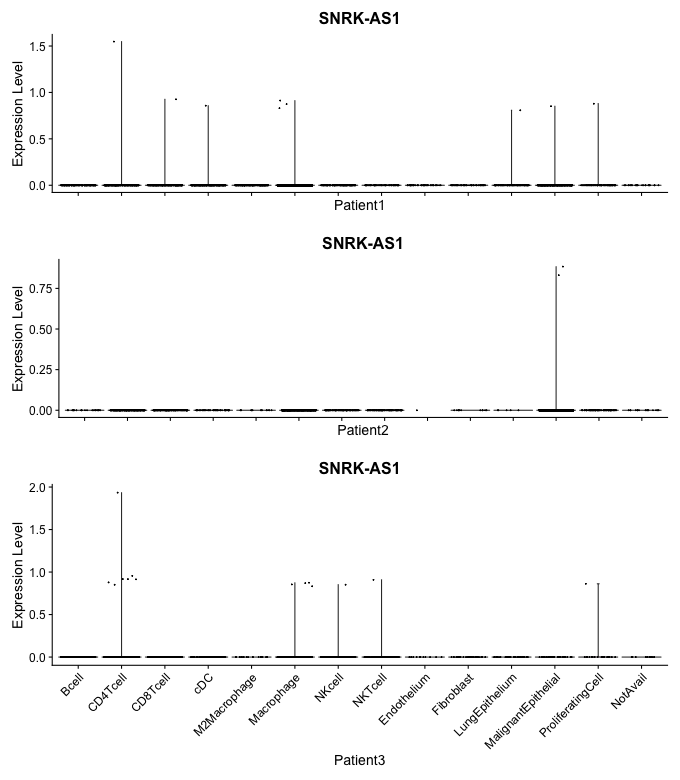 SNRK-AS1
Expression Level
1.5
1.0
0.5
0.0
Patient1
SNRK-AS1
Expression Level
0.75
0.50
0.25
0.00
Patient2
SNRK-AS1
Expression Level
2.0
1.5
1.0
0.5
0.0
Bcell
CD4Tcell
CD8Tcell
cDC
M2Macrophage
Macrophage
NKcell
NKTcell
Endothelium
Fibroblast
LungEpithelium
MalignantEpithelial
ProliferatingCell
NotAvail
Patient3